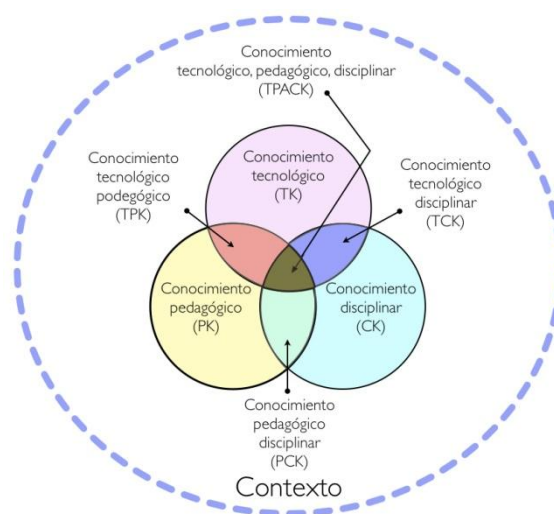 Conocimiento
tecnológico, pedagógico, disciplinar
(TPACK)
Conocimiento
tecnológico
podegógico
(TPK)
Conocimiento
tecnológico
(TK)
Conocimiento
tecnológico
disciplinar
(TCK)
Conocimiento
pedagógico
(PK)
Conocimiento
disciplinar
(CK)
Conocimiento
pedagógico
disciplinar
(PCK)
Contexto